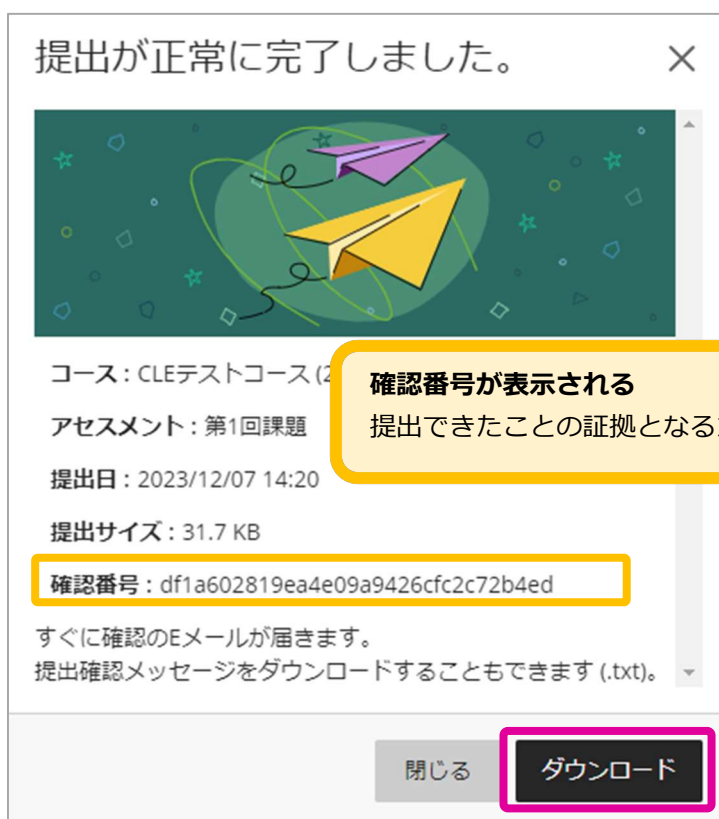 提出が正常に完了しました。
コース : CLEテストコース (2
アセスメント : 第1回課題
提出日 : 2023/12/07 14:20
提出サイズ : 31.7 KB
確認番号 : df1a602819ea4e09a9426cfc2c72b4ed
確認番号が表示される
提出できたことの証拠となる
すぐに確認のEメールが届きます。
提出確認メッセージをダウンロードすることもできます (.txt)。
閉じる
ダウンロード